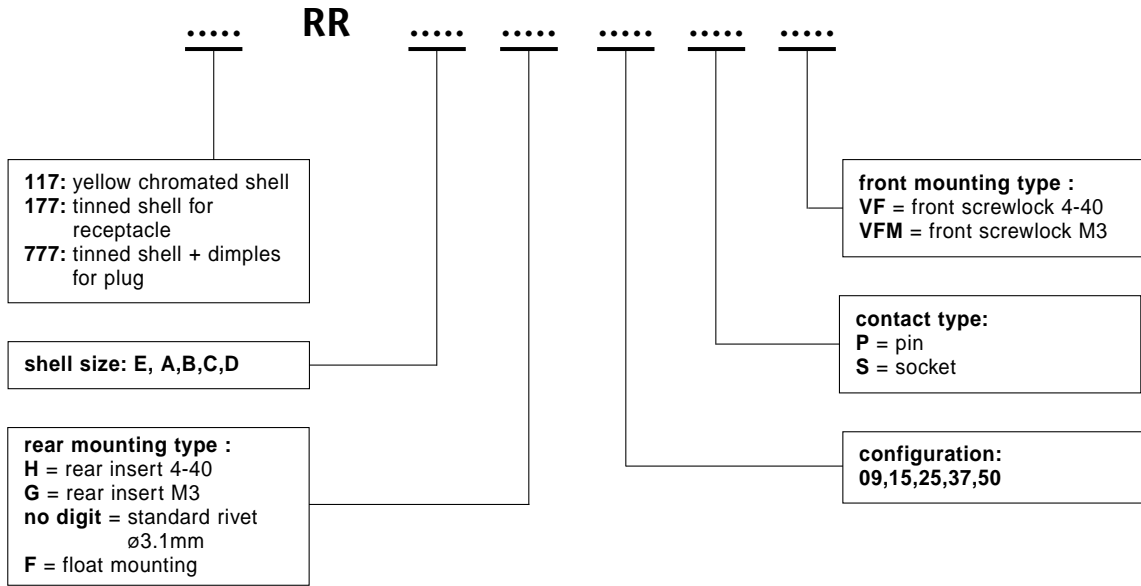 ..... RR ..... ..... ..... ..... .....
117: yellow chromated shell
177: tinned shell for
receptacle
777: tinned shell + dimples
for plug
shell size: E, A,B,C,D
rear mounting type :
H = rear insert 4-40
G = rear insert M3
no digit = standard rivet
ø3.1mm
F = float mounting
front mounting type :
VF = front screwlock 4-40
VFM = front screwlock M3
contact type:
P = pin
S = socket
configuration:
09,15,25,37,50